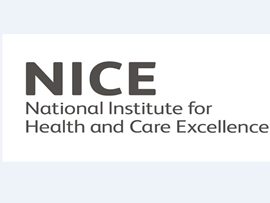 NICE
National Institute for
Health and Care Excellence